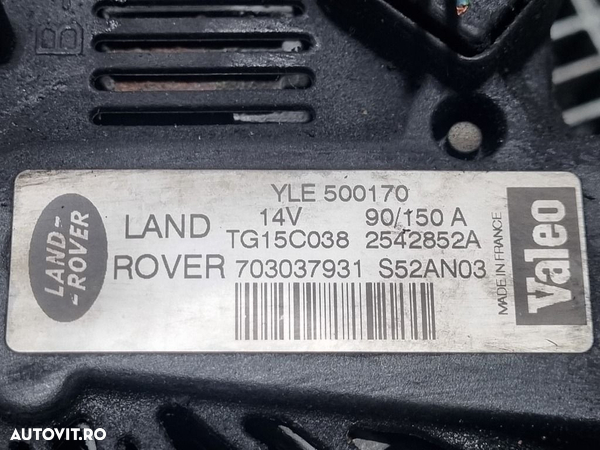 B
YLE 500170
14V 90/150 A
LAND TG15C038 2542852A
ROVER 703037931 S52AN03
LAND-
-ROVER
MADE IN FRANCE
Valeo
AUTOVIT.RO